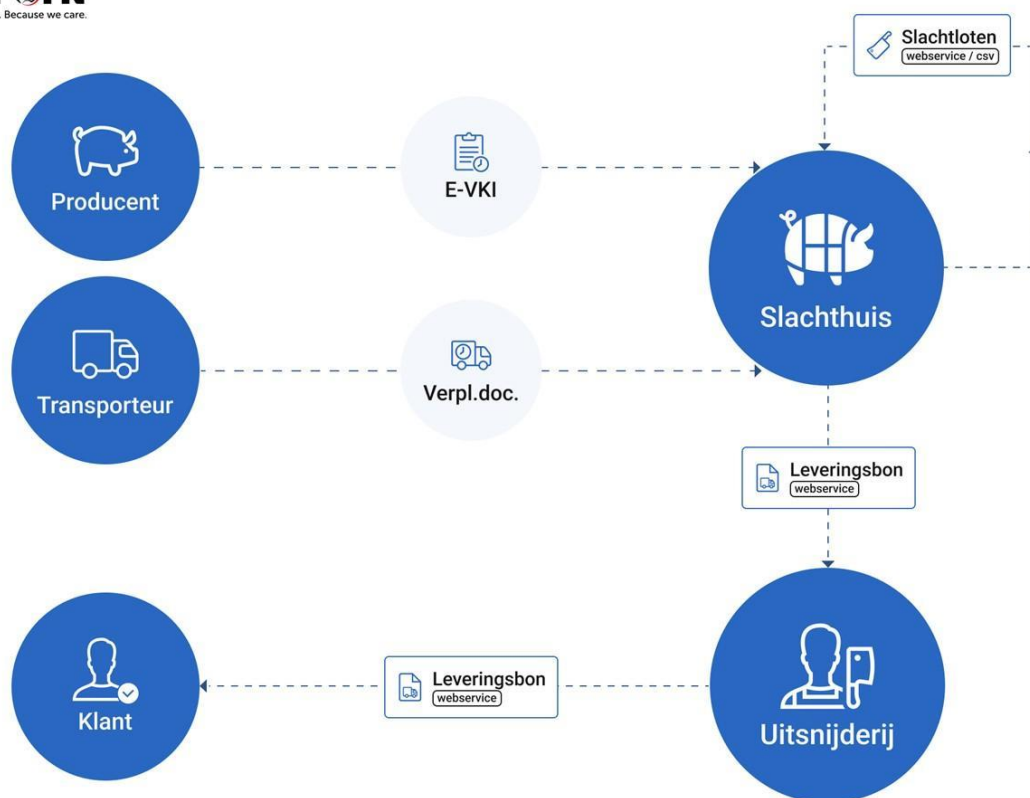 . Because we care.
Slachtloten
webservice / csv
Producent
E-VKI
Slachthuis
Transporteur
Verpl.doc.
Leveringsbon
webservice
Klant
Leveringsbon
webservice
Uitsnijderij